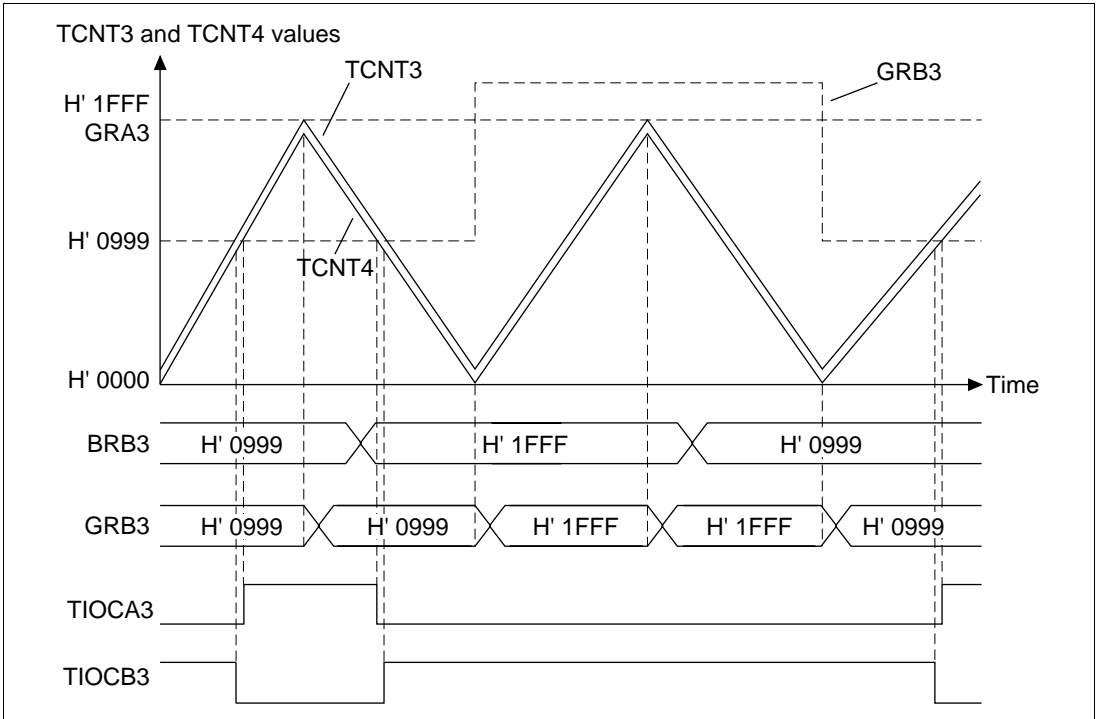 TCNT3 and TCNT4 values
TCNT3
GRB3
H' 1FFF
GRA3
H' 0999
TCNT4
H' 0000
Time
BRB3
H' 0999
H' 1FFF
H' 0999
GRB3
H' 0999
H' 0999
H' 1FFF
H' 1FFF
H' 0999
TIOCA3
TIOCB3